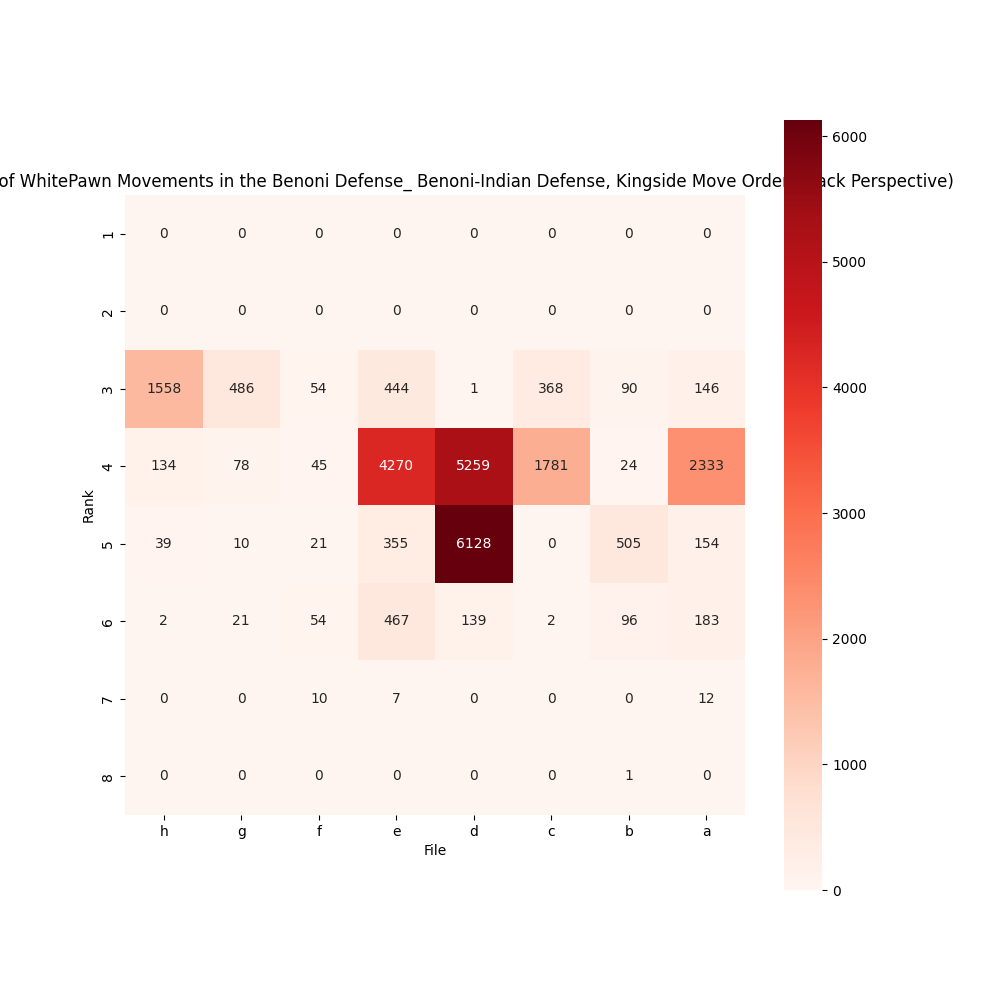 of WhitePawn Movements in the Benoni Defense_ Benoni-Indian Defense, Kingside Move Orde ack Perspective)
6000
5000
4000
3000
2000
1000
0
Rank
1 0 0 0 0 0 0 0 0
2 0 0 0 0 0 0 0 0
3 1558 486 54 444 1 368 90 146
4 134 78 45 4270 5259 1781 24 2333
5 39 10 21 355 6128 0 505 154
6 2 21 54 467 139 2 96 183
7 0 0 10 7 0 0 0 12
8 0 0 0 0 0 0 1 0
h g f e d c b a
File